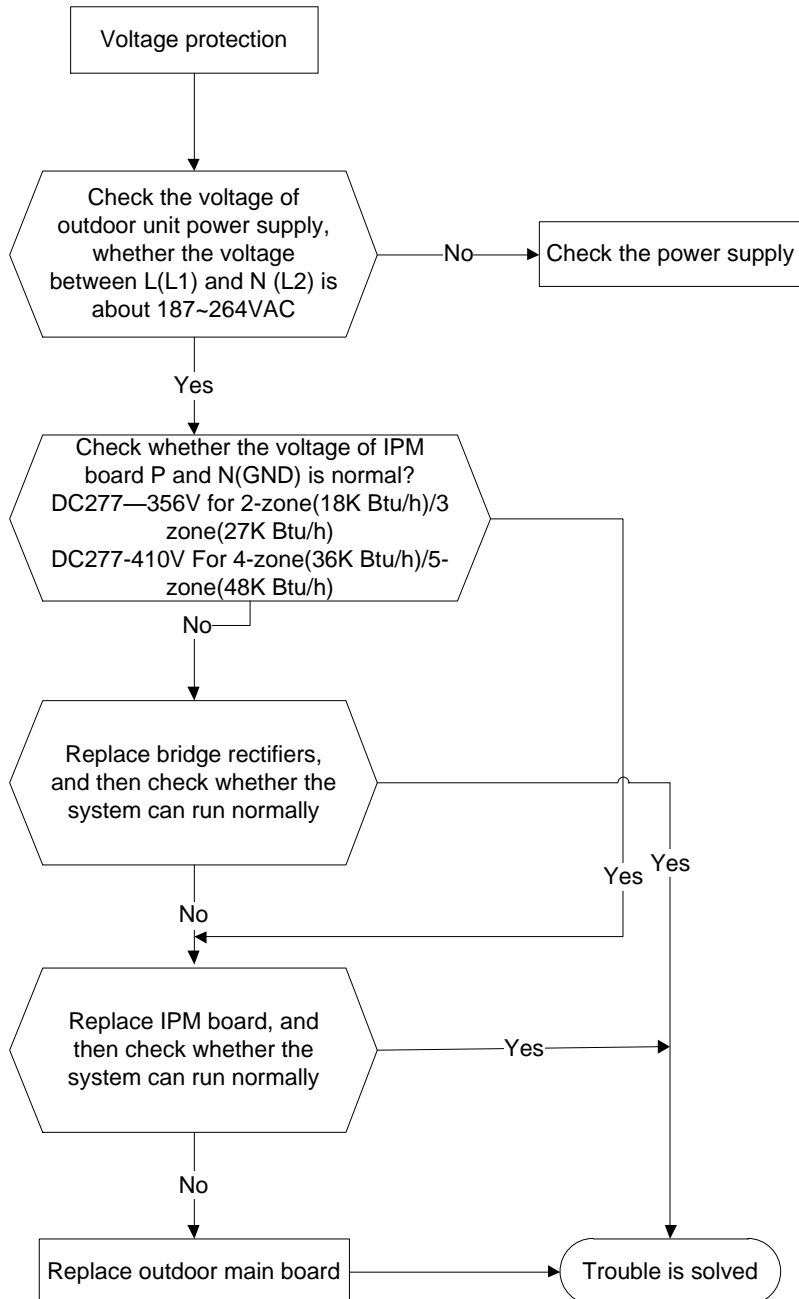 Voltage protection
Check the voltage of
outdoor unit power supply,
whether the voltage
between L(L1) and N (L2) is
about 187~264VAC
No
Check the power supply
Yes
Check whether the voltage of IPM
board P and N(GND) is normal?
DC277—356V for 2-zone(18K Btu/h)/3
zone(27K Btu/h)
DC277-410V For 4-zone(36K Btu/h)/5-
zone(48K Btu/h)
No
Replace bridge rectifiers,
and then check whether the
system can run normally
Yes
Yes
No
Replace IPM board, and
then check whether the
system can run normally
Yes
No
Replace outdoor main board
Trouble is solved